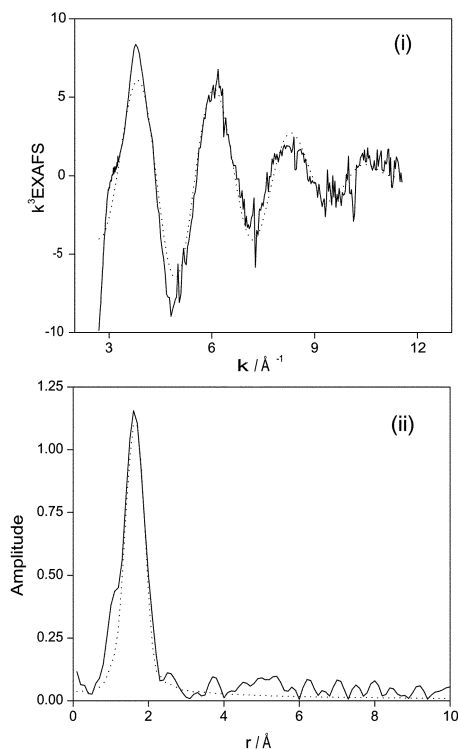 10
(i)
5
k³EXAFS
0
-5
-10
3 6 9 12
k / Å⁻¹
1.25
(ii)
1.00
Amplitude
0.75
0.50
0.25
0.00
0 2 4 6 8 10
r / Å